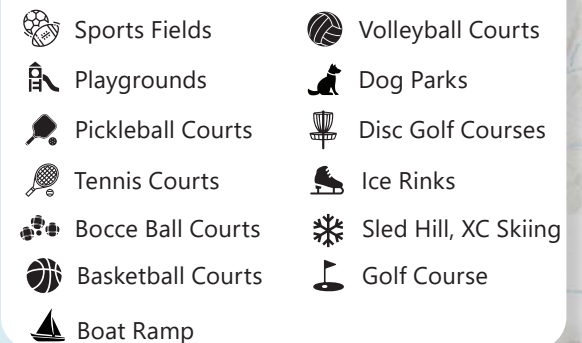 Sports Fields
Playgrounds
Pickleball Courts
Tennis Courts
Bocce Ball Courts
Basketball Courts
Boat Ramp
Volleyball Courts
Dog Parks
Disc Golf Courses
Ice Rinks
Sled Hill, XC Skiing
Golf Course